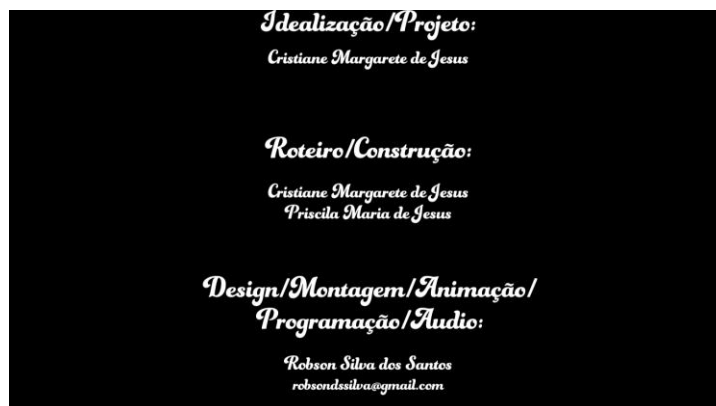 Idealização/Projeto:
Cristiane Margarete de Jesus
Roteiro/Construção:
Cristiane Margarete de Jesus
Priscila Maria de Jesus
Design/Montagem/Animação/
Programação/Audio:
Robson Silva dos Santos
robsondssilva@gmail.com